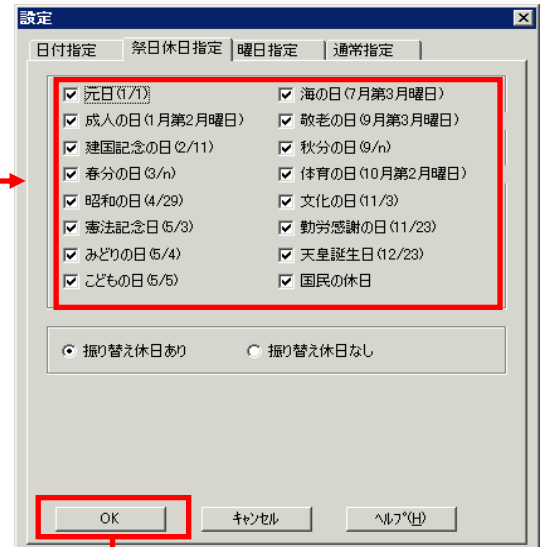 設定
日付指定 祭日休日指定 曜日指定 通常指定
元日(1/1) 海の日(7月第3月曜日)
成人の日(1月第2月曜日) 敬老の日(9月第3月曜日)
建国記念の日(2/11) 秋分の日(9/n)
春分の日(3/n) 体育の日(10月第2月曜日)
昭和の日(4/29) 文化の日(11/3)
憲法記念日(5/3) 勤労感謝の日(11/23)
みどりの日(5/4) 天皇誕生日(12/23)
こどもの日(5/5) 国民の休日
振り替え休日あり 振り替え休日なし
OK キャンセル ヘルプ(H)